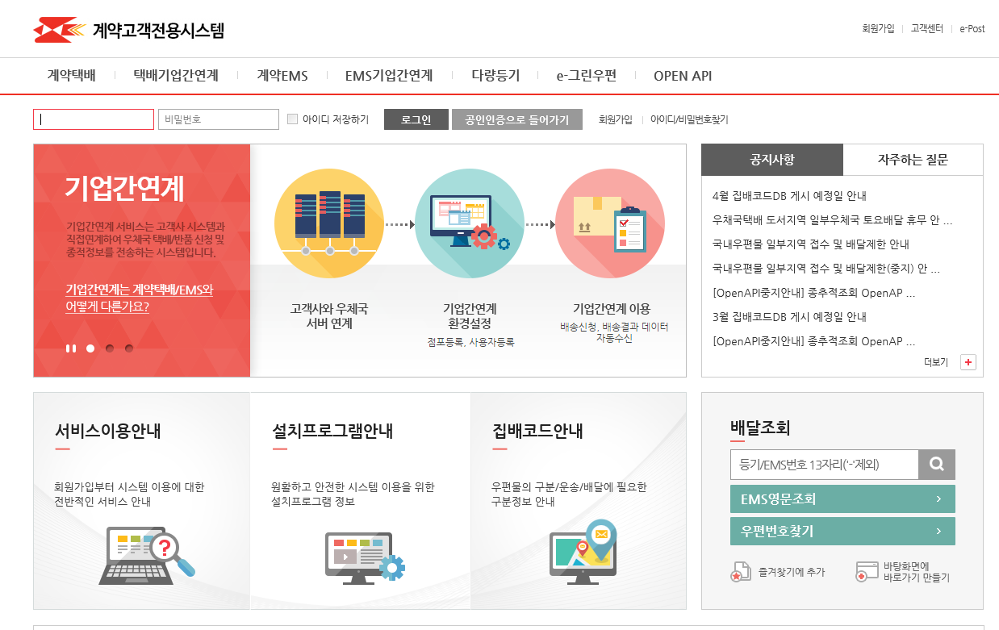 계약고객전용시스템
회원가입 고객센터 e-Post
계약택배 택배기업간연계 계약EMS EMS기업간연계 다량등기 e-그린우편 OPEN API
비밀번호 아이디 저장하기 로그인 공인인증으로 들어가기 회원가입 아이디/비밀번호찾기
기업간연계
기업간연계 서비스는 고객사 시스템과
직접연계하여 우체국 택배/반품 신청 및
종적정보를 전송하는 시스템입니다.
기업간연계는 계약택배/EMS와
어떻게 다른가요?
고객사와 우체국
서버 연계
기업간연계
환경설정
점포등록, 사용자등록
기업간연계 이용
배송신청, 배송결과 데이터
자동수신
공지사항 자주하는 질문
4월 집배코드DB 게시 예정일 안내
우체국택배 도서지역 일부우체국 토요배달 휴무 안 ...
국내우편물 일부지역 접수 및 배달제한 안내
국내우편물 일부지역 접수 및 배달제한(중지) 안 ...
[OpenAPI중지안내] 종추적조회 OpenAP ...
3월 집배코드DB 게시 예정일 안내
[OpenAPI중지안내] 종추적조회 OpenAP ...
더보기
서비스이용안내
회원가입부터 시스템 이용에 대한
전반적인 서비스 안내
설치프로그램안내
원활하고 안전한 시스템 이용을 위한
설치프로그램 정보
집배코드안내
우편물의 구분/운송/배달에 필요한
구분정보 안내
배달조회
등기/EMS번호 13자리('-'제외)
EMS영문조회
우편번호찾기
즐겨찾기에 추가
바탕화면에
바로가기 만들기